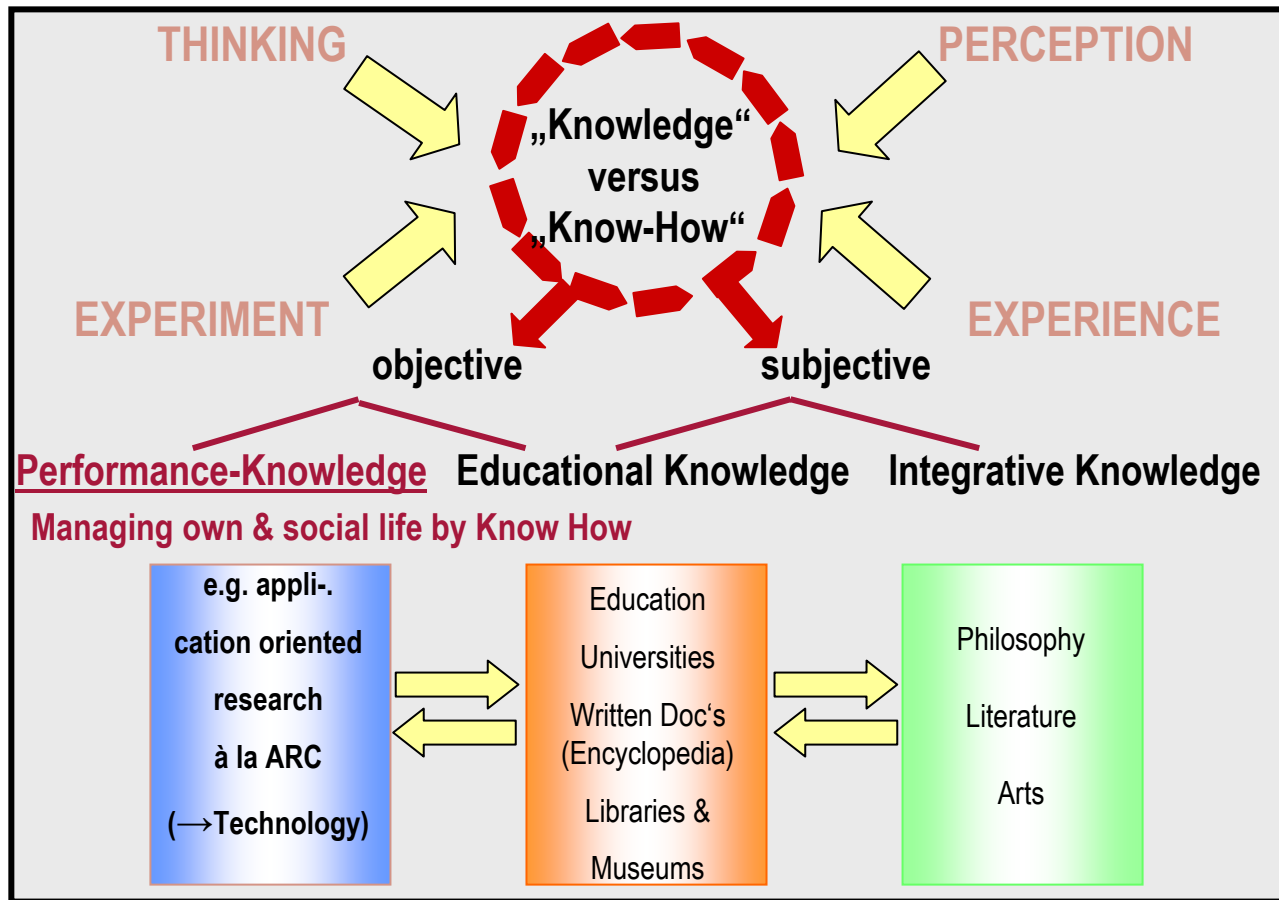 THINKING
PERCEPTION
„Knowledge“
versus
„Know-How“
EXPERIMENT
EXPERIENCE
objective
subjective
Performance-Knowledge
Educational Knowledge
Integrative Knowledge
Managing own & social life by Know How
e.g. appli-.
cation oriented
research
à la ARC
(→Technology)
Education
Universities
Written Doc‘s
(Encyclopedia)
Libraries &
Museums
Philosophy
Literature
Arts